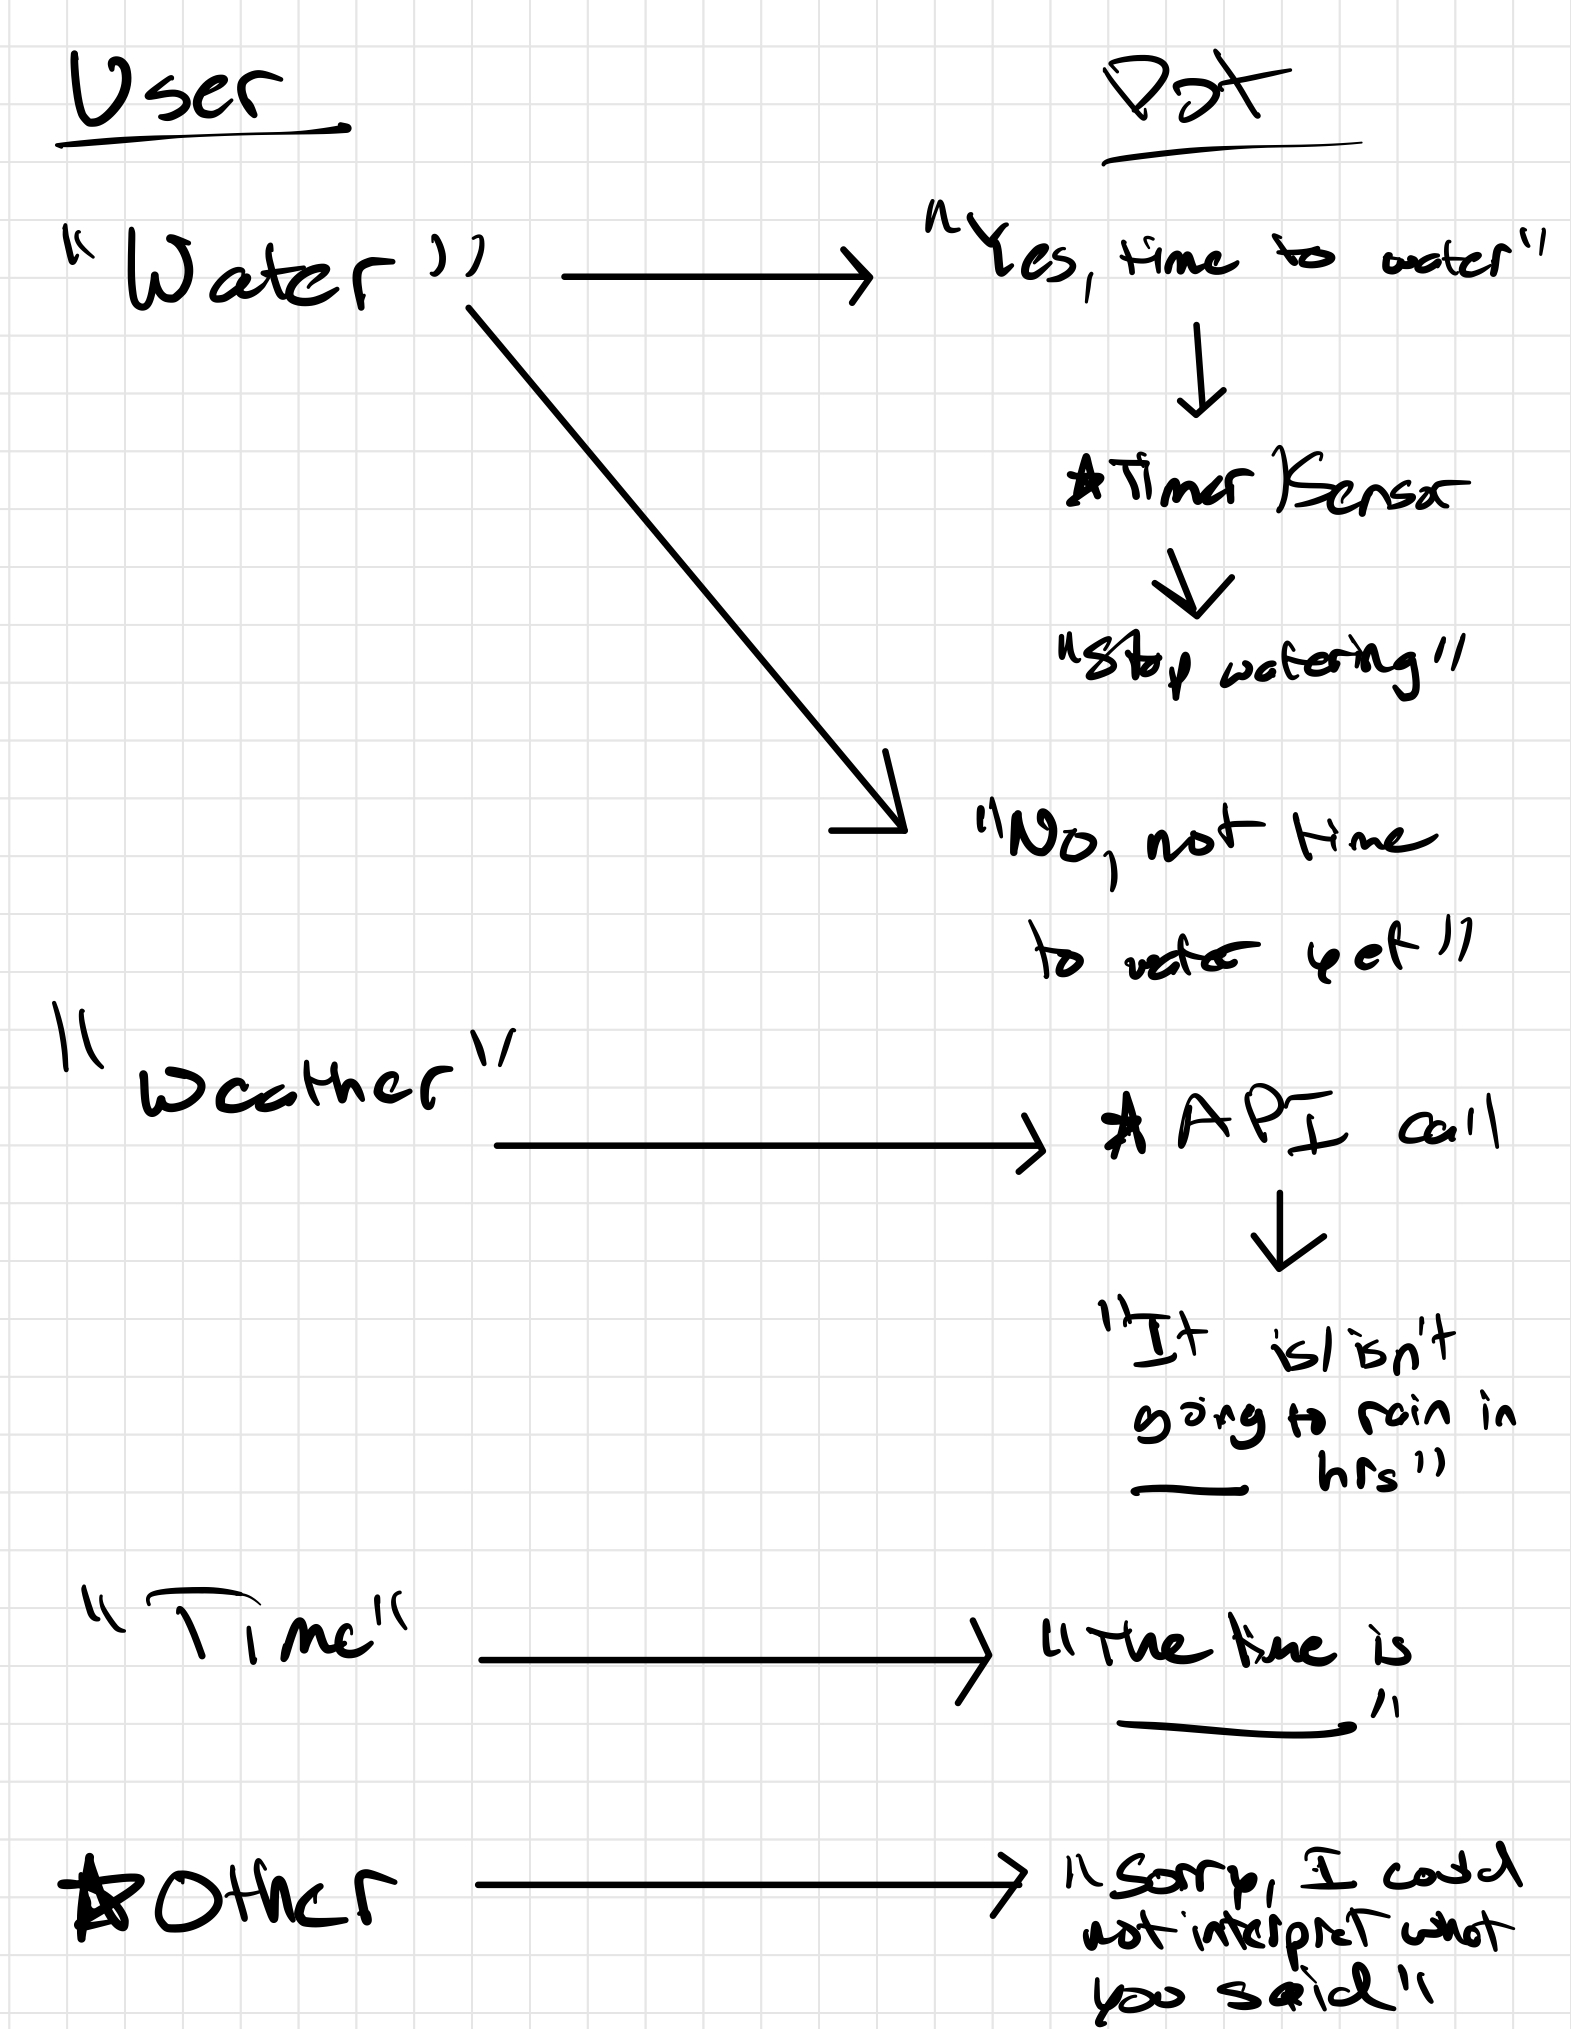 User
Dot
"Water"
"Yes, time to water"
★Timer/Sensor
"Stop watering"
"No, not time
to water yet"
"Weather"
★ API call
"It is/isn't
going to rain in
___ hrs"
"Time"
"The time is
___"
★Other
"Sorry, I could
not interpret what
you said"